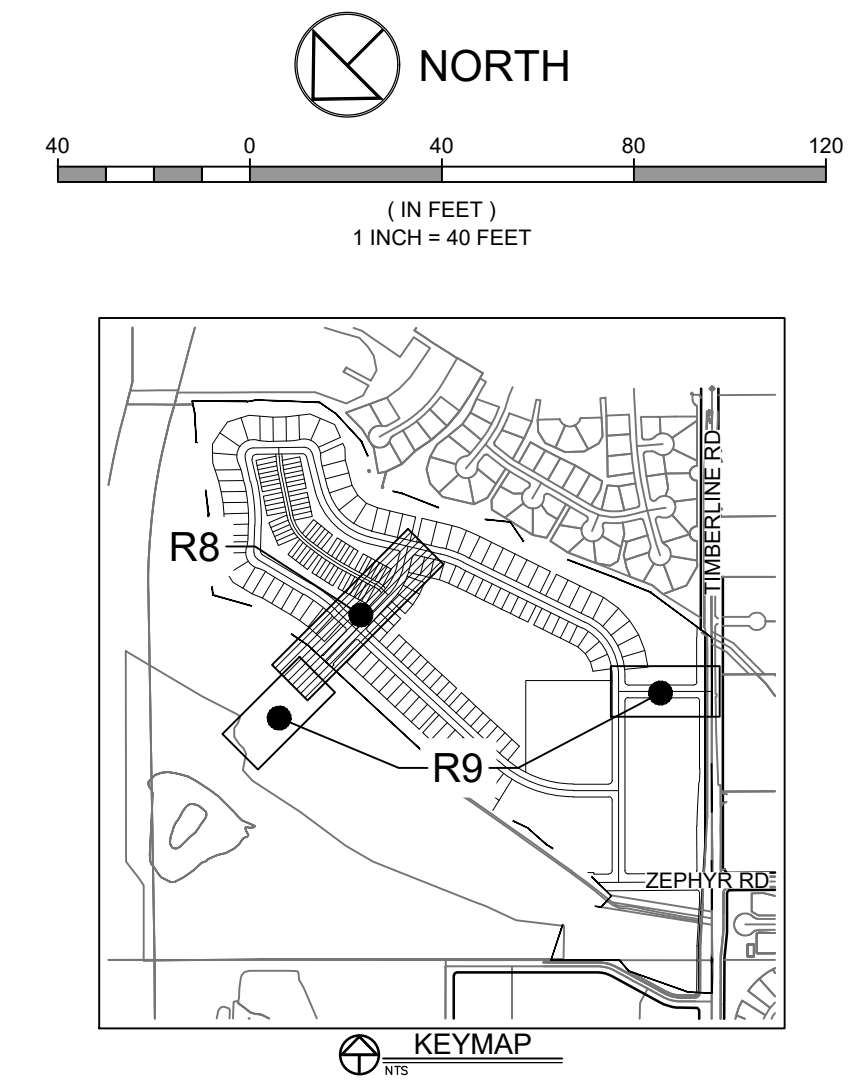 NORTH
40 0 40 80 120
( IN FEET )
1 INCH = 40 FEET
TIMBERLINE RD
R8
R9
ZEPHYR RD
KEYMAP
NTS